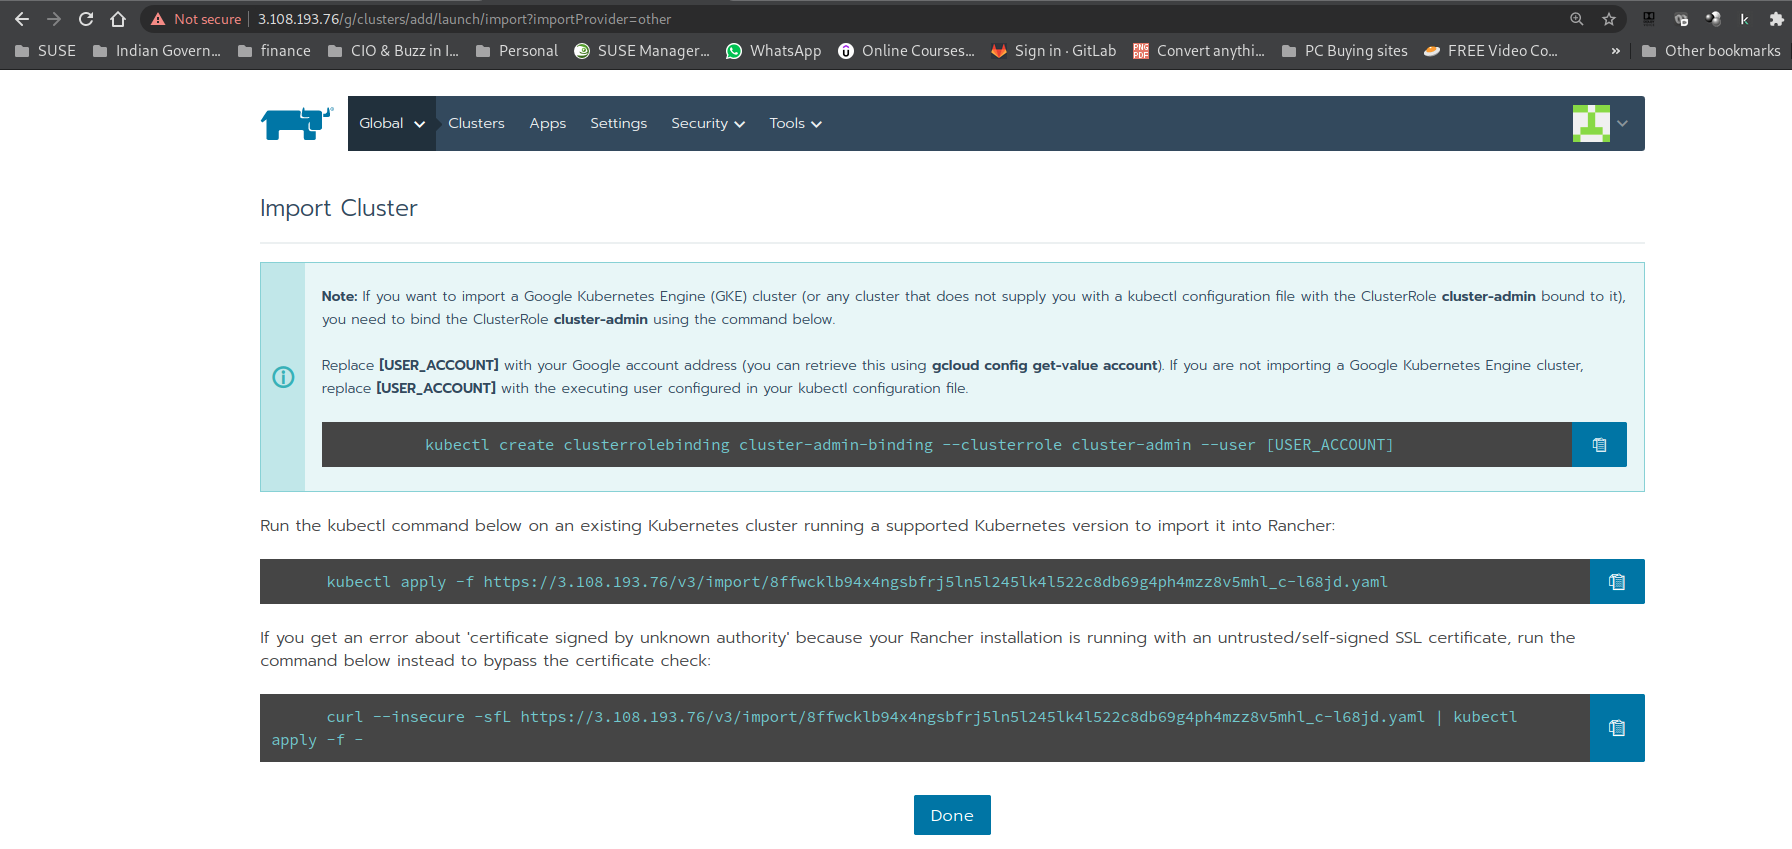 Not secure | 3.108.193.76/g/clusters/add/launch/import?importProvider=other
SUSE Indian Govern... finance CIO & Buzz in I... Personal SUSE Manager... WhatsApp Online Courses... Sign in · GitLab Convert anythi... PC Buying sites FREE Video Co... » Other bookmarks
Global Clusters Apps Settings Security Tools
Import Cluster
Note: If you want to import a Google Kubernetes Engine (GKE) cluster (or any cluster that does not supply you with a kubectl configuration file with the ClusterRole cluster-admin bound to it),
you need to bind the ClusterRole cluster-admin using the command below.
Replace [USER_ACCOUNT] with your Google account address (you can retrieve this using gcloud config get-value account). If you are not importing a Google Kubernetes Engine cluster,
replace [USER_ACCOUNT] with the executing user configured in your kubectl configuration file.
kubectl create clusterrolebinding cluster-admin-binding --clusterrole cluster-admin --user [USER_ACCOUNT]
Run the kubectl command below on an existing Kubernetes cluster running a supported Kubernetes version to import it into Rancher:
kubectl apply -f https://3.108.193.76/v3/import/8ffwcklb94x4ngsbfrj5ln5l245lk4l522c8db69g4ph4mzz8v5mhl_c-l68jd.yaml
If you get an error about 'certificate signed by unknown authority' because your Rancher installation is running with an untrusted/self-signed SSL certificate, run the
command below instead to bypass the certificate check:
curl --insecure -sfL https://3.108.193.76/v3/import/8ffwcklb94x4ngsbfrj5ln5l245lk4l522c8db69g4ph4mzz8v5mhl_c-l68jd.yaml | kubectl
apply -f -
Done